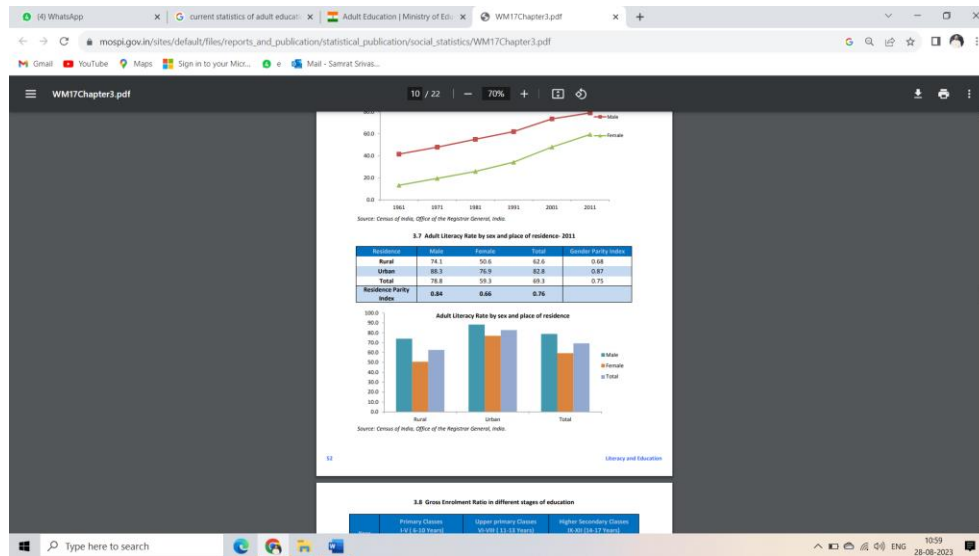 (4) WhatsApp
current statistics of adult educati
Adult Education | Ministry of Edu
WM17Chapter3.pdf
mospi.gov.in/sites/default/files/reports_and_publication/statistical_publication/social_statistics/WM17Chapter3.pdf
Gmail YouTube Maps Sign in to your Micr... e Mail - Samrat Srivas...
WM17Chapter3.pdf 10 / 22 70%
Male
60.0
Female
40.0
20.0
0.0
1961 1971 1981 1991 2001 2011
Source: Census of India, Office of the Registrar General, India
3.7 Adult Literacy Rate by sex and place of residence- 2011
Residence Male Female Total Gender Parity Index
Rural 74.1 50.6 62.6 0.68
Urban 88.3 76.9 82.8 0.87
Total 78.8 59.3 69.3 0.75
Residence Parity
Index 0.84 0.66 0.76
Adult Literacy Rate by sex and place of residence
100.0
90.0
80.0
70.0
60.0
50.0
40.0
30.0
20.0
10.0
0.0
Male
Female
Total
Rural Urban Total
Source: Census of India, Office of the Registrar General, India.
52 Literacy and Education
3.8 Gross Enrolment Ratio in different stages of education
Primary Classes Upper primary Classes Higher Secondary Classes
I-V ( 6-10 Years) VI-VIII ( 11-13 Years) IX-XII (14-17 Years)
Type here to search
ENG
10:59
28-08-2023